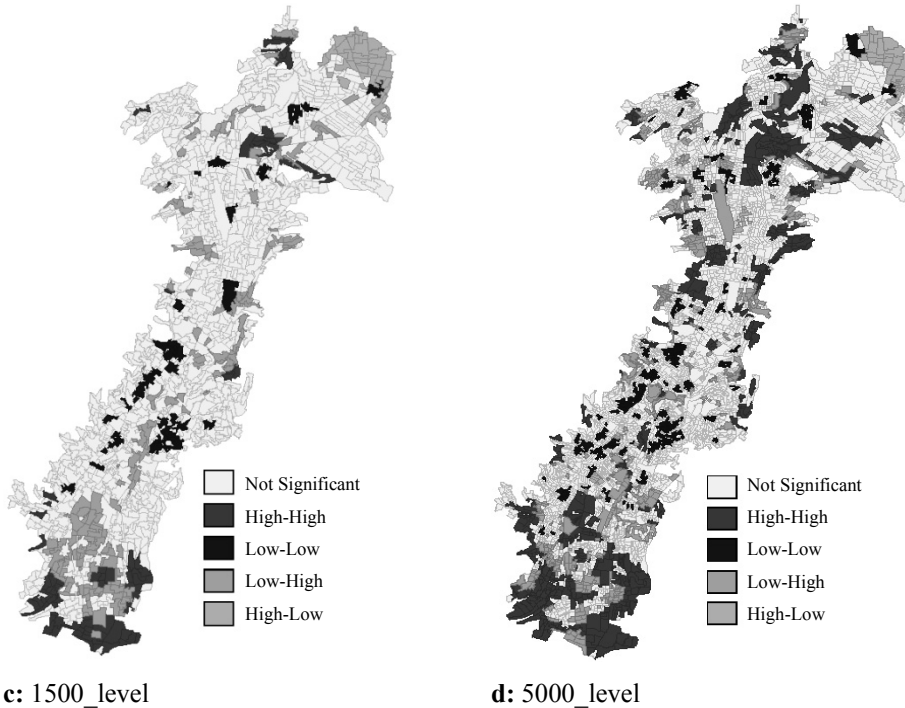 Not Significant
High-High
Low-Low
Low-High
High-Low
Not Significant
High-High
Low-Low
Low-High
High-Low
c: 1500_level
d: 5000_level